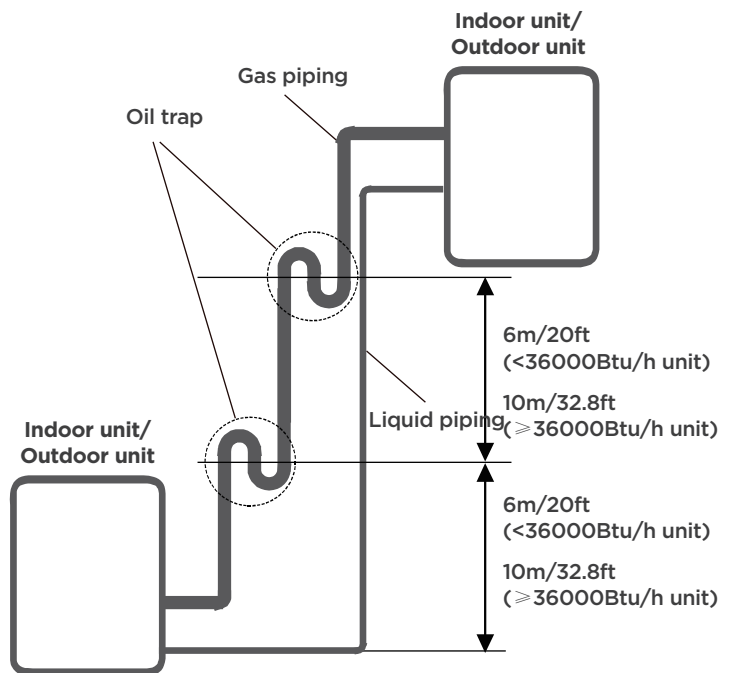 Indoor unit/
Outdoor unit
Gas piping
Oil trap
6m/20ft
(<36000Btu/h unit)
Liquid piping
10m/32.8ft
(⩾36000Btu/h unit)
Indoor unit/
Outdoor unit
6m/20ft
(<36000Btu/h unit)
10m/32.8ft
(⩾36000Btu/h unit)